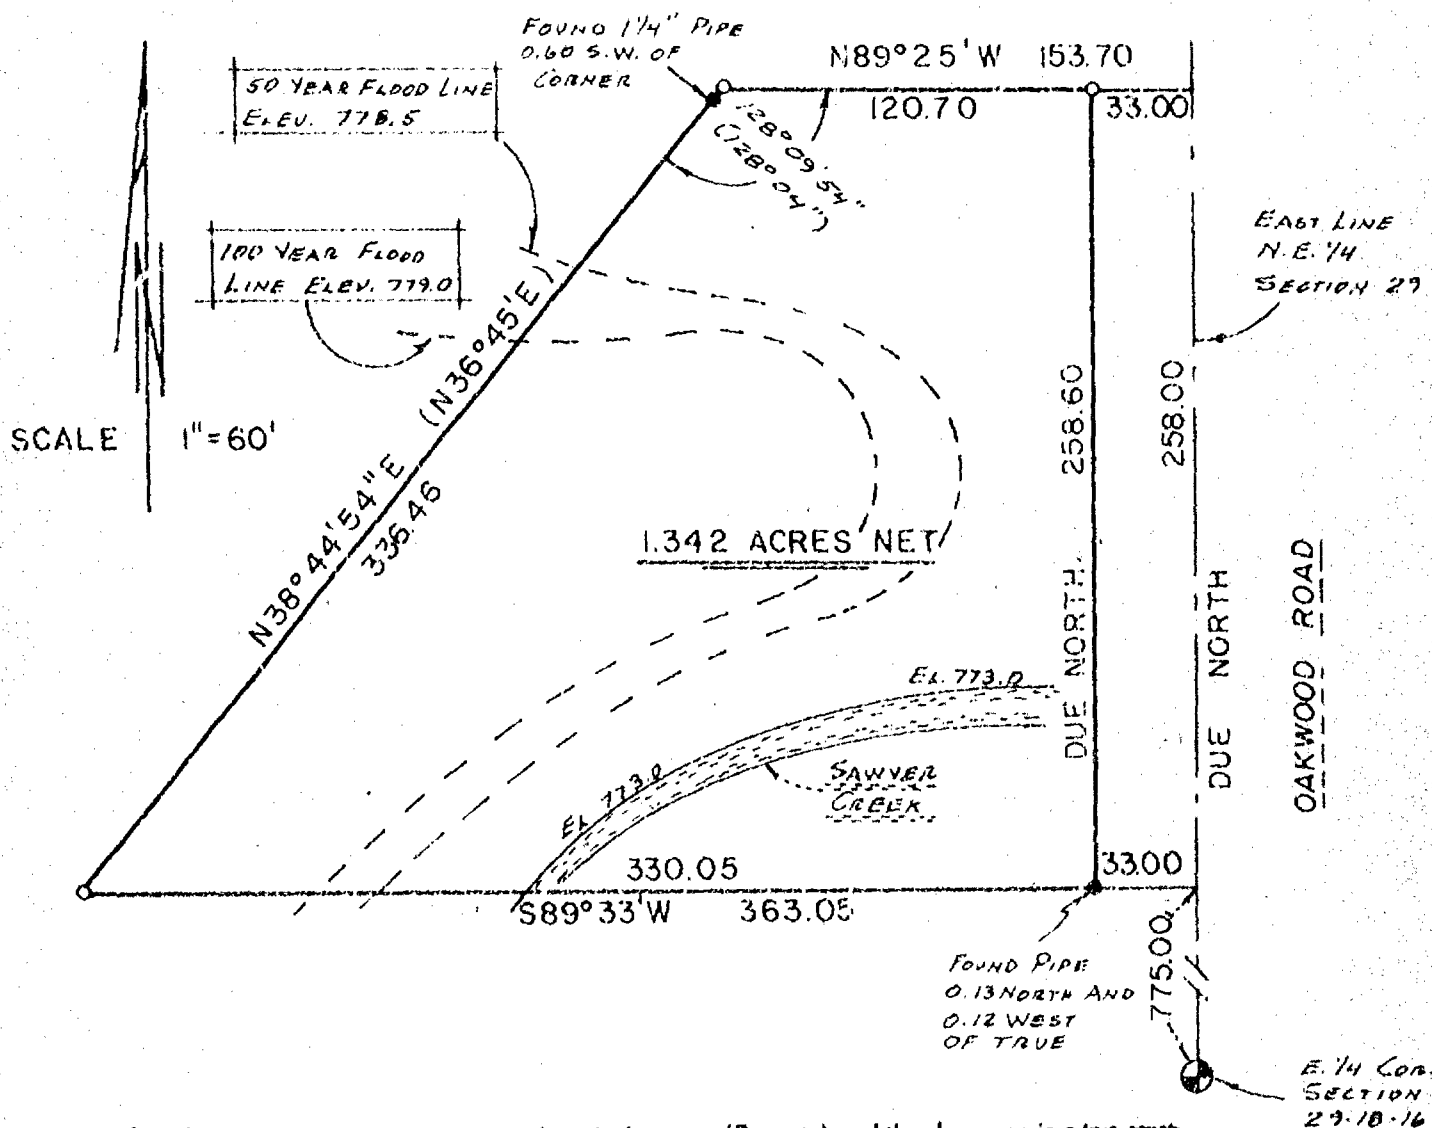 FOUND 1 1/4" PIPE
0.60 S.W. OF
CORNER
N89°25'W 153.70
120.70
33.00
50 YEAR FLOOD LINE
ELEV. 778.5
128°09'54"
(128°04")
100 YEAR FLOOD
LINE ELEV. 779.0
EAST LINE
N.E. 1/4
SECTION 29
(N36°45'E)
SCALE 1"=60'
N38°44'54"E
336.46
258.60
258.00
1.342 ACRES NET
DUE NORTH
DUE NORTH
OAKWOOD ROAD
EL. 773.0
EL. 773.0
SAWYER
CREEK
330.05
33.00
S89°33'W 363.05
775.00
FOUND PIPE
0.13 NORTH AND
0.12 WEST
OF TRUE
E. 1/4 COR.
SECTION
29-18-16